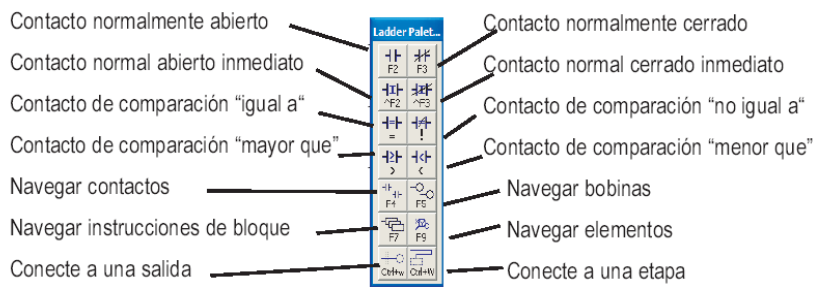 Contacto normalmente abierto
Contacto normal abierto inmediato
Contacto de comparación “igual a“
Contacto de comparación “mayor que”
Navegar contactos
Navegar instrucciones de bloque
Conecte a una salida
Ladder Palet...
F2 F3
^F2 ^F3
= !
> <
F4 F5
F7 F9
Ctrl+w Ctrl+W
Contacto normalmente cerrado
Contacto normal cerrado inmediato
Contacto de comparación “no igual a“
Contacto de comparación “menor que”
Navegar bobinas
Navegar elementos
Conecte a una etapa